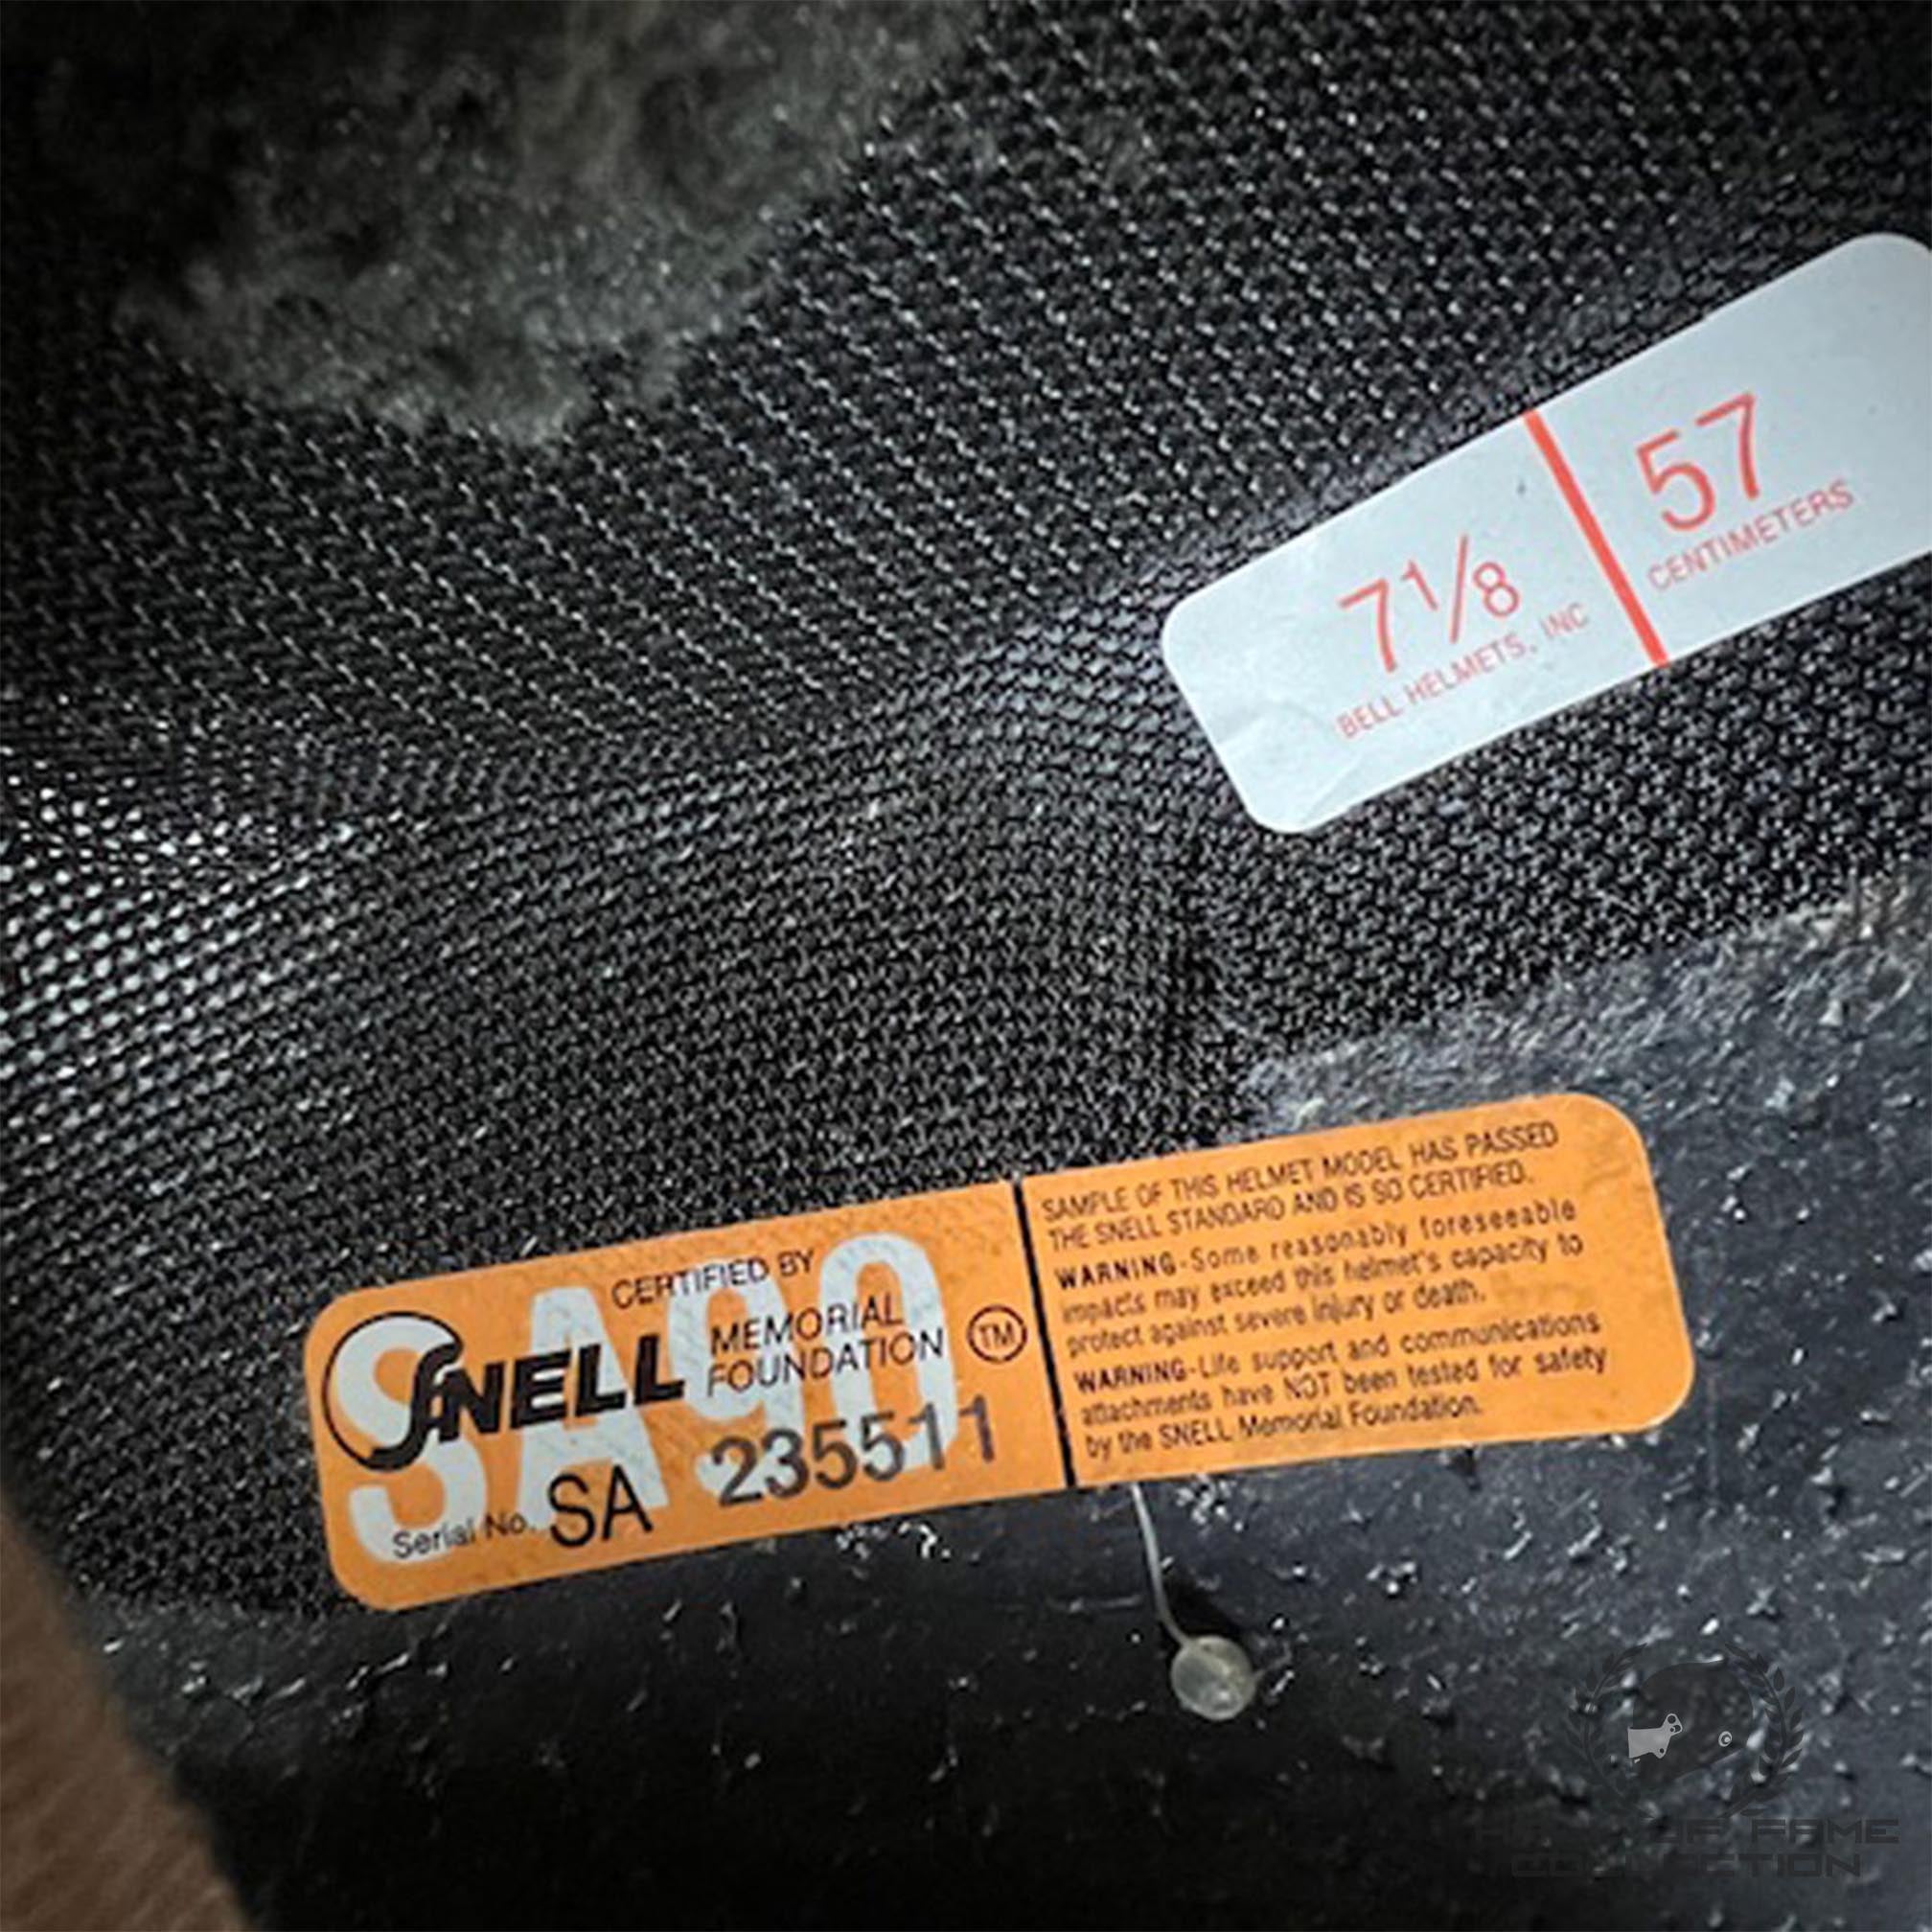 7 1/8
BELL HELMETS, INC
57
CENTIMETERS
SA90
CERTIFIED BY
SNELL MEMORIAL
FOUNDATION TM
Serial No. SA 235511
SAMPLE OF THIS HELMET MODEL HAS PASSED
THE SNELL STANDARD AND IS SO CERTIFIED.
WARNING-Some reasonably foreseeable
impacts may exceed this helmet's capacity to
protect against severe injury or death.
WARNING-Life support and communications
attachments have NOT been tested for safety
by the SNELL Memorial Foundation.
OF FAME
COLLECTION